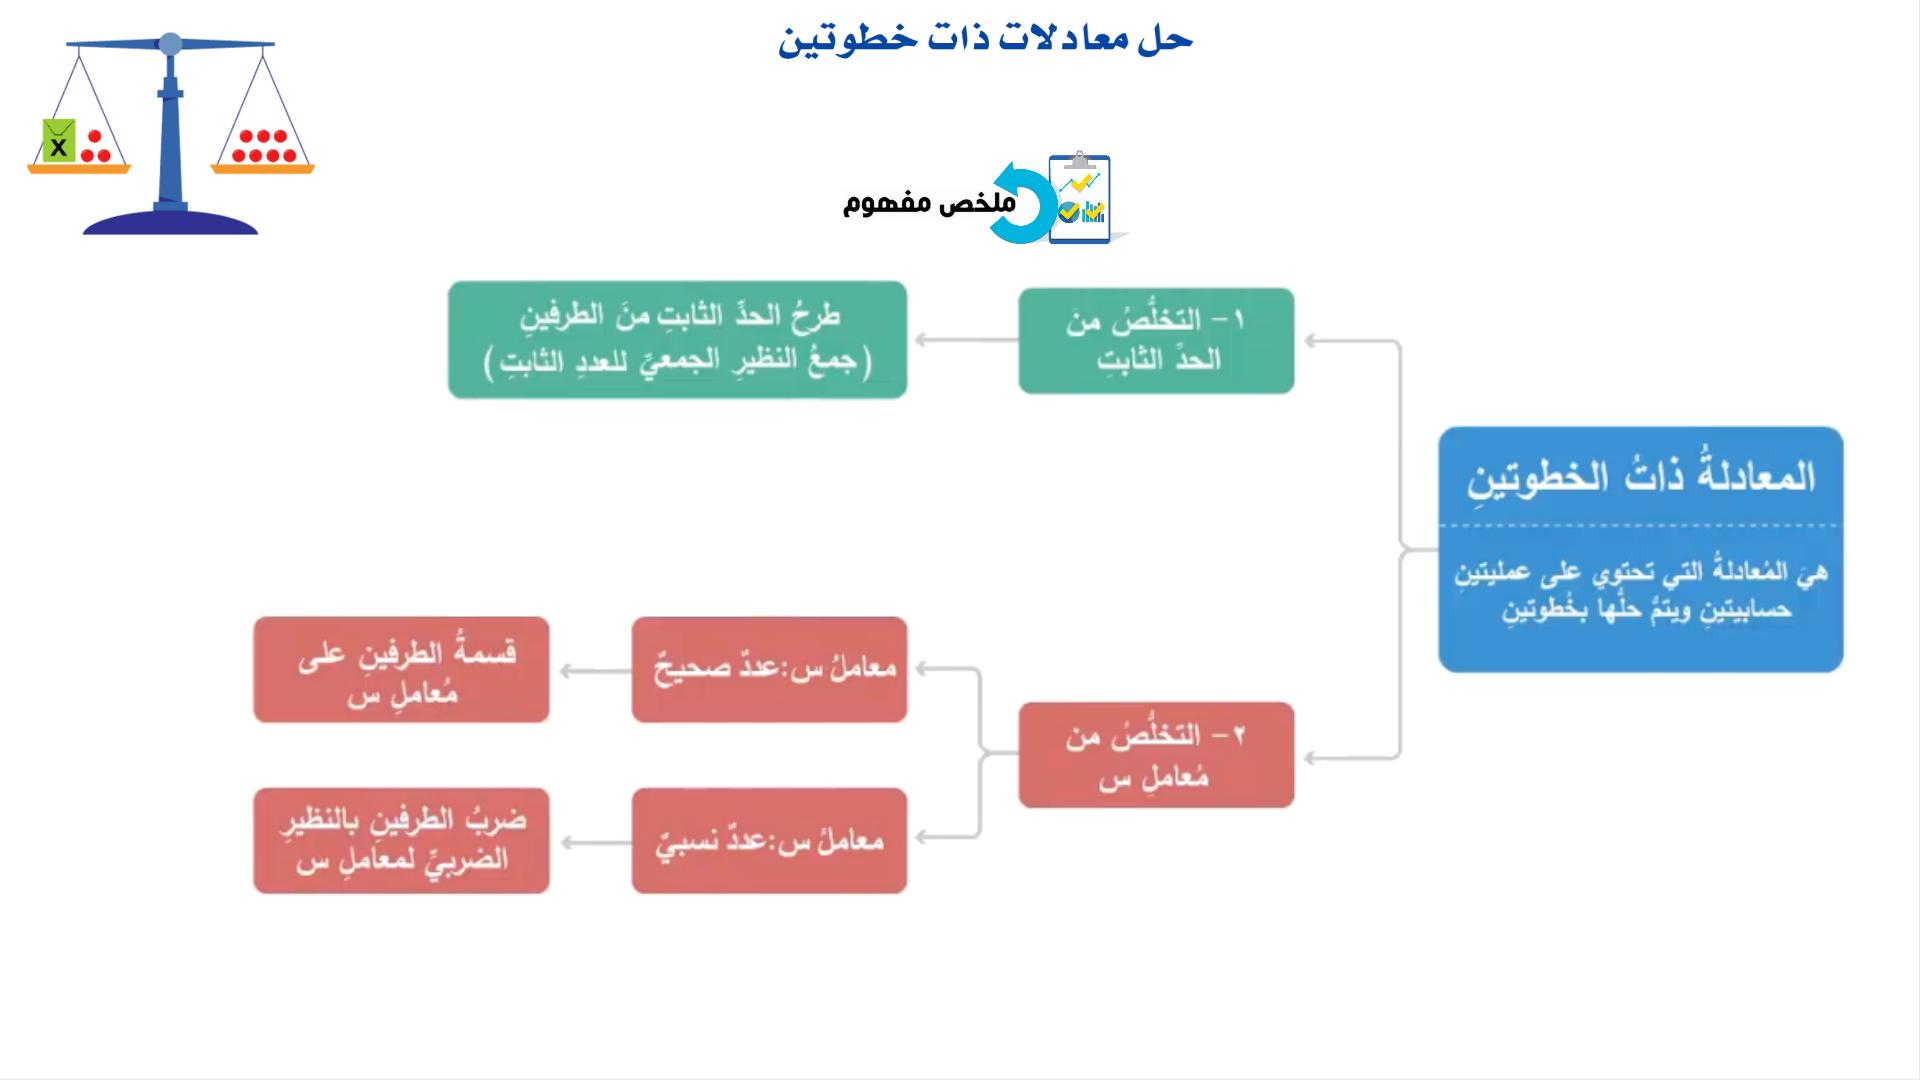 حل معادلات ذات خطوتين
X
ملخص مفهوم
المعادلةُ ذاتُ الخطوتينِ
هيَ المُعادلةُ التي تحتوي على عمليتينِ
حسابيتينِ ويتمُّ حلُّها بخُطوتينِ
١- التخلُّصُ منَ
الحدِّ الثابتِ
طرحُ الحدِّ الثابتِ منَ الطرفينِ
(جمعُ النظيرِ الجمعيِّ للعددِ الثابتِ)
٢- التخلُّصُ من
مُعاملِ س
معاملُ س:عددٌ صحيحٌ
قسمةُ الطرفينِ على
مُعاملِ س
معاملُ س:عددٌ نسبيٌ
ضربُ الطرفينِ بالنظيرِ
الضربيِّ لمعاملِ س